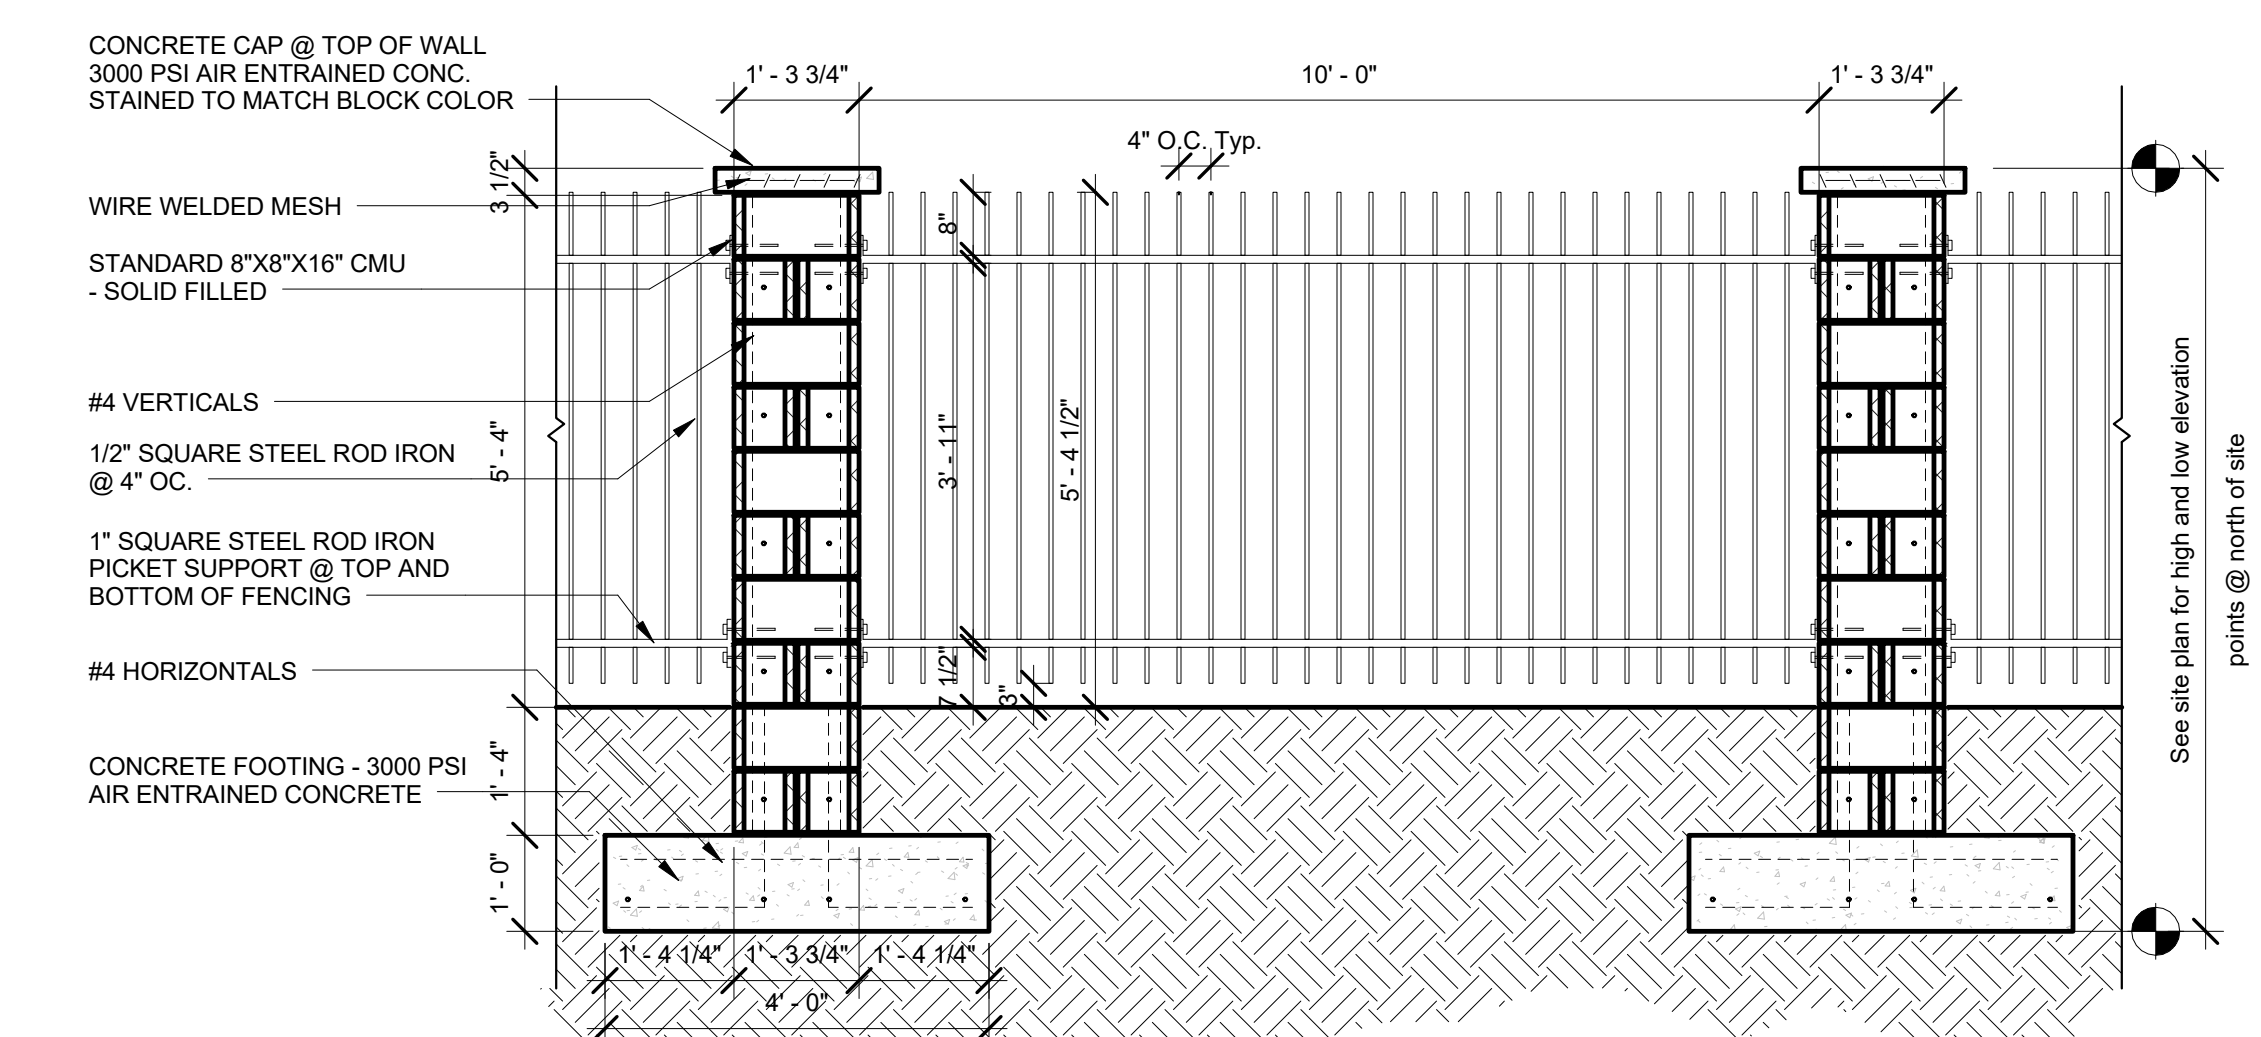 CONCRETE CAP @ TOP OF WALL
3000 PSI AIR ENTRAINED CONC.
STAINED TO MATCH BLOCK COLOR
WIRE WELDED MESH
STANDARD 8"X8"X16" CMU
- SOLID FILLED
#4 VERTICALS
1/2" SQUARE STEEL ROD IRON
@ 4" OC.
1" SQUARE STEEL ROD IRON
PICKET SUPPORT @ TOP AND
BOTTOM OF FENCING
#4 HORIZONTALS
CONCRETE FOOTING - 3000 PSI
AIR ENTRAINED CONCRETE
3 1/2"
5' - 4"
1' - 4"
1' - 0"
1' - 3 3/4"
10' - 0"
1' - 3 3/4"
4" O.C. Typ.
8"
3' - 11"
7 1/2"
3"
5' - 4 1/2"
1' - 4 1/4"
1' - 3 3/4"
1' - 4 1/4"
4' - 0"
See site plan for high and low elevation
points @ north of site